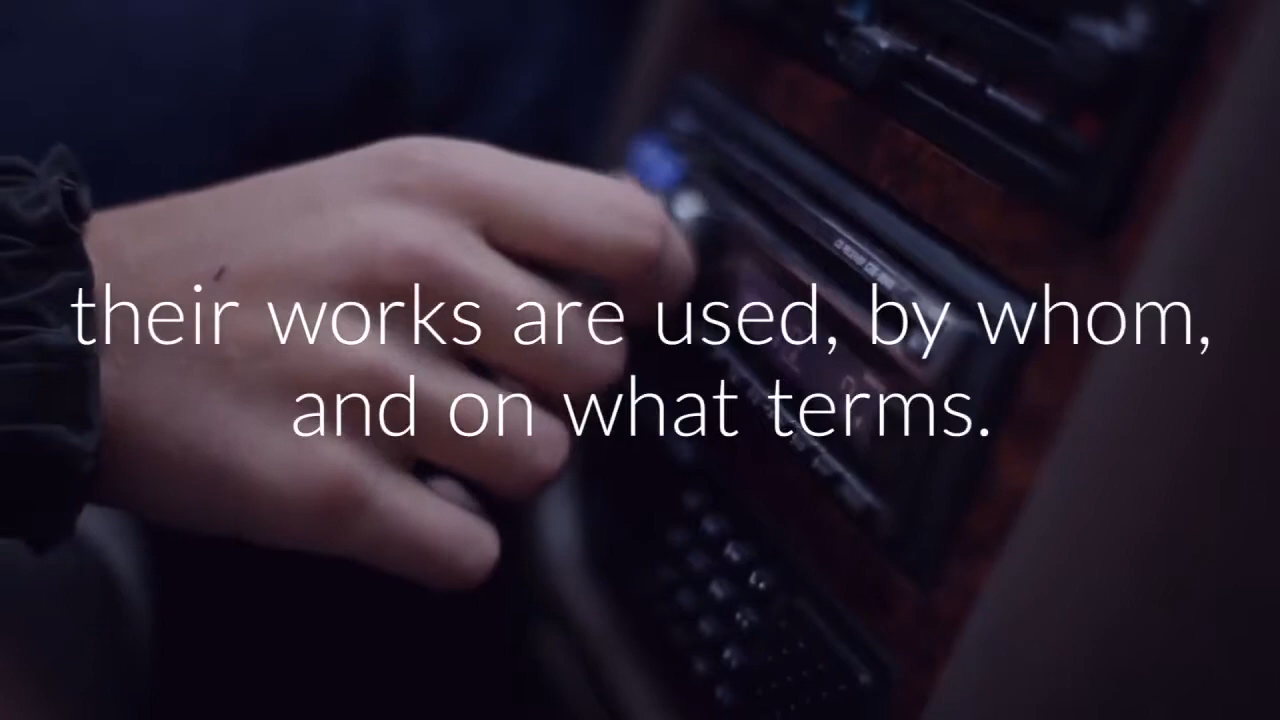 their works are used, by whom,
and on what terms.